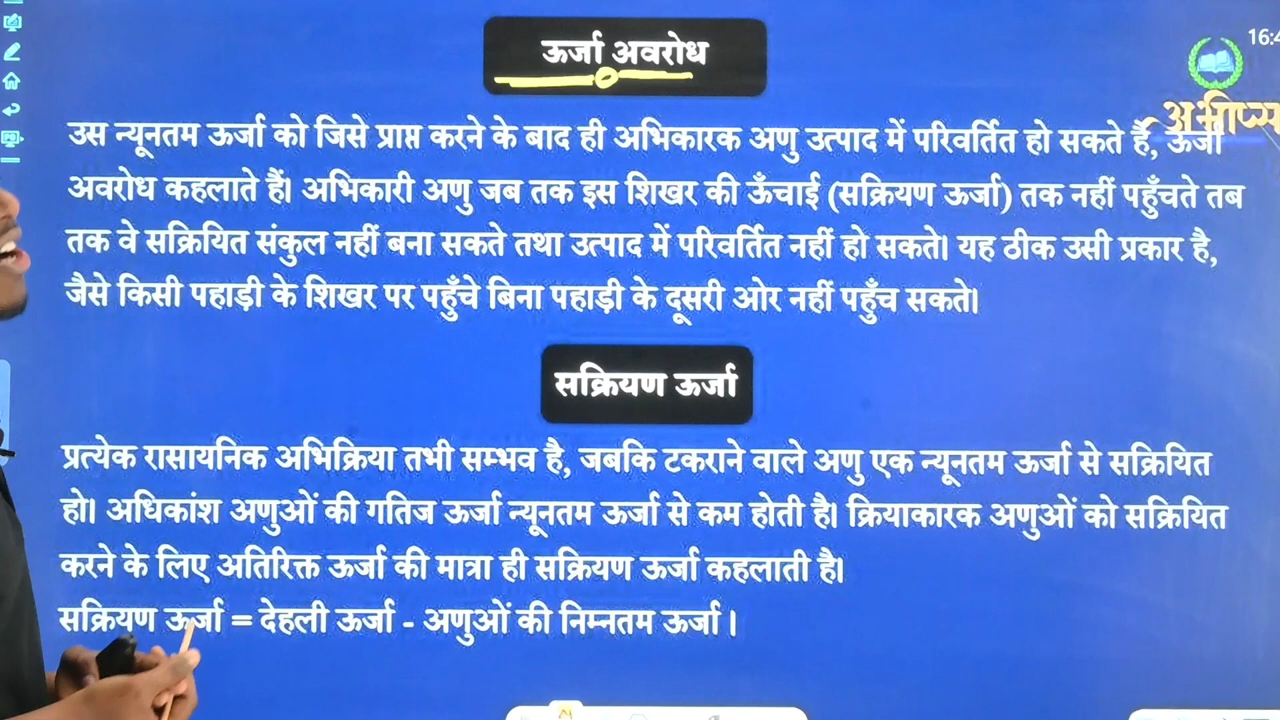 ऊर्जा अवरोध
16:4
उस न्यूनतम ऊर्जा को जिसे प्राप्त करने के बाद ही अभिकारक अणु उत्पाद में परिवर्तित हो सकते हैं, ऊर्जा
अवरोध कहलाते हैं। अभिकारी अणु जब तक इस शिखर की ऊँचाई (सक्रियण ऊर्जा) तक नहीं पहुँचते तब
तक वे सक्रियित संकुल नहीं बना सकते तथा उत्पाद में परिवर्तित नहीं हो सकते। यह ठीक उसी प्रकार है,
जैसे किसी पहाड़ी के शिखर पर पहुँचे बिना पहाड़ी के दूसरी ओर नहीं पहुँच सकते।
सक्रियण ऊर्जा
प्रत्येक रासायनिक अभिक्रिया तभी सम्भव है, जबकि टकराने वाले अणु एक न्यूनतम ऊर्जा से सक्रियित
हो। अधिकांश अणुओं की गतिज ऊर्जा न्यूनतम ऊर्जा से कम होती है। क्रियाकारक अणुओं को सक्रियित
करने के लिए अतिरिक्त ऊर्जा की मात्रा ही सक्रियण ऊर्जा कहलाती है।
सक्रियण ऊर्जा = देहली ऊर्जा - अणुओं की निम्नतम ऊर्जा ।